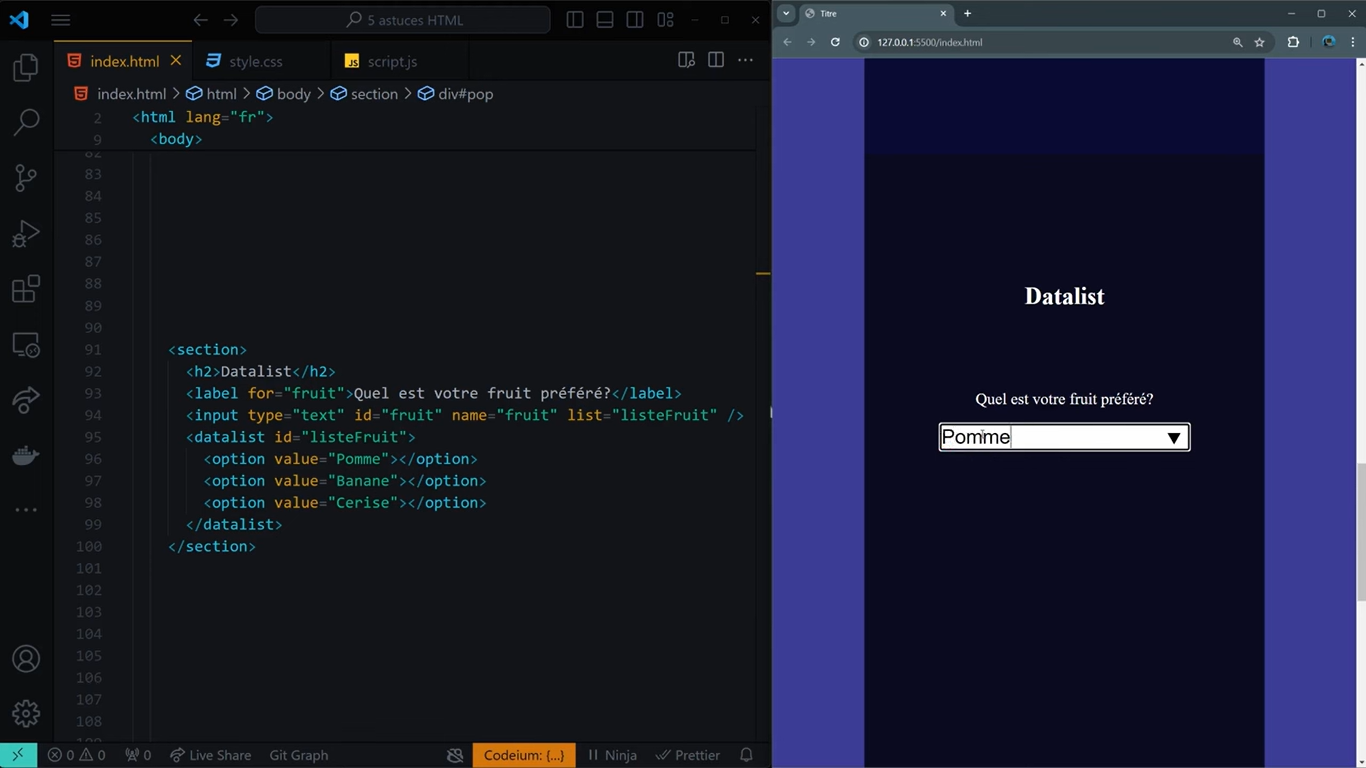 5 astuces HTML
index.html
style.css
script.js
index.html > html > body > section > div#pop
2 <html lang="fr">
9 <body>
82
83
84
85
86
87
88
89
90
91 <section>
92 <h2>Datalist</h2>
93 <label for="fruit">Quel est votre fruit préféré?</label>
94 <input type="text" id="fruit" name="fruit" list="listeFruit" />
95 <datalist id="listeFruit">
96 <option value="Pomme"></option>
97 <option value="Banane"></option>
98 <option value="Cerise"></option>
99 </datalist>
100 </section>
101
102
103
104
105
106
107
108
0 0 0 Live Share Git Graph Codeium: {...} Ninja Prettier
Titre
127.0.0.1:5500/index.html
Datalist
Quel est votre fruit préféré?
Pomme